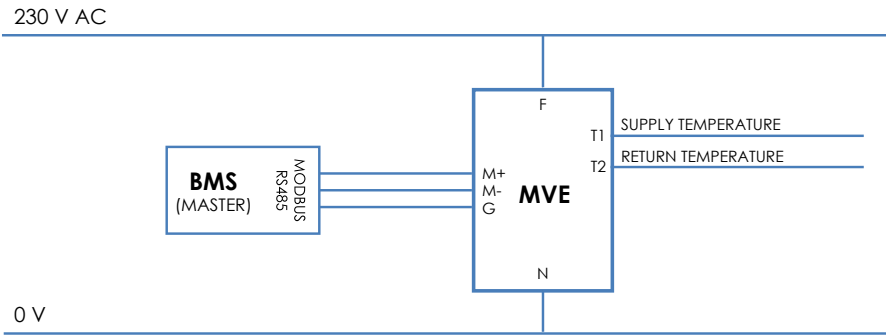 230 V AC
F
T1
SUPPLY TEMPERATURE
T2
RETURN TEMPERATURE
BMS
(MASTER)
MODBUS
RS485
M+
M-
G
MVE
N
0 V